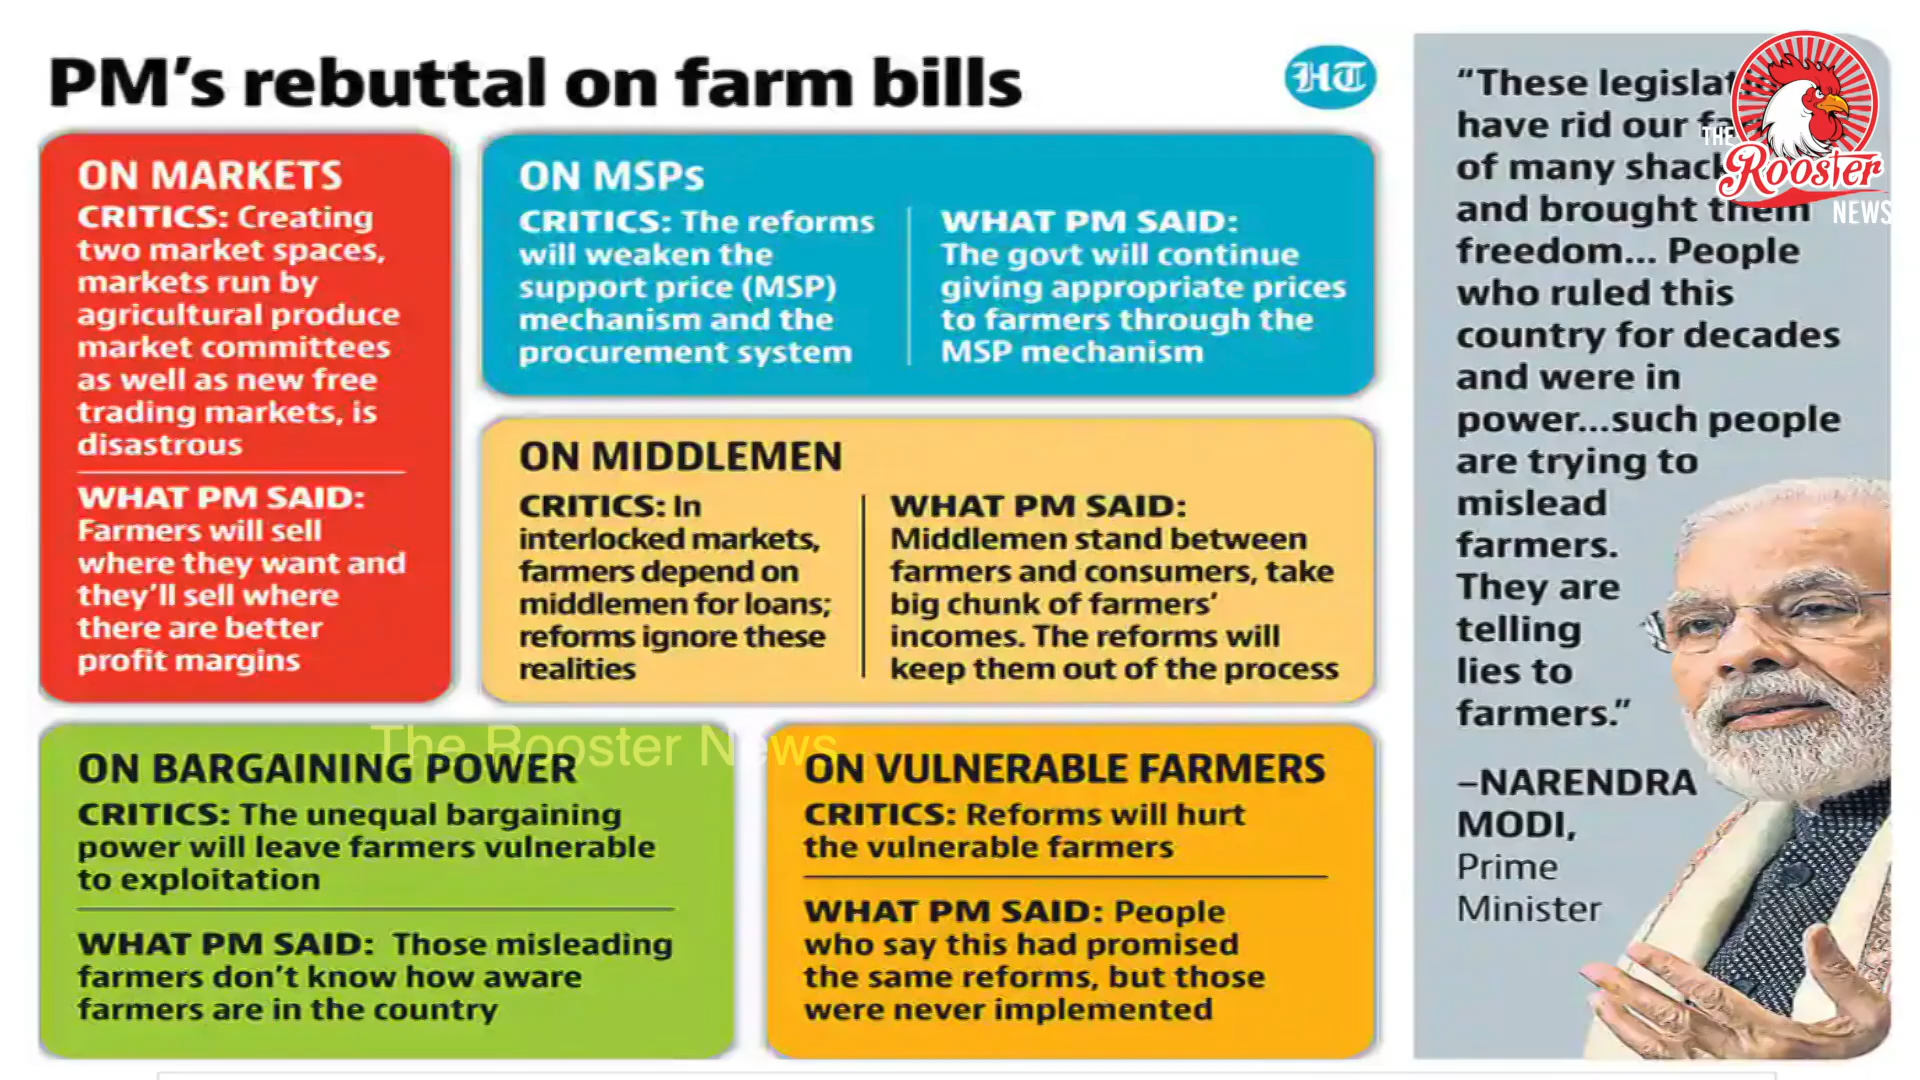 PM's rebuttal on farm bills
HT
ON MARKETS
CRITICS: Creating
two market spaces,
markets run by
agricultural produce
market committees
as well as new free
trading markets, is
disastrous
WHAT PM SAID:
Farmers will sell
where they want and
they'll sell where
there are better
profit margins
ON MSPs
CRITICS: The reforms
will weaken the
support price (MSP)
mechanism and the
procurement system
WHAT PM SAID:
The govt will continue
giving appropriate prices
to farmers through the
MSP mechanism
ON MIDDLEMEN
CRITICS: In
interlocked markets,
farmers depend on
middlemen for loans;
reforms ignore these
realities
WHAT PM SAID:
Middlemen stand between
farmers and consumers, take
big chunk of farmers'
incomes. The reforms will
keep them out of the process
ON BARGAINING POWER
CRITICS: The unequal bargaining
power will leave farmers vulnerable
to exploitation
WHAT PM SAID: Those misleading
farmers don't know how aware
farmers are in the country
ON VULNERABLE FARMERS
CRITICS: Reforms will hurt
the vulnerable farmers
WHAT PM SAID: People
who say this had promised
the same reforms, but those
were never implemented
The Rooster News
"These
have rid our
of many
and brought them
freedom... People
who ruled this
country for decades
and were in
power...such people
are trying to
mislead
farmers.
They are
telling
lies to
farmers."
–NARENDRA
MODI,
Prime
Minister
THE
Rooster
NEWS